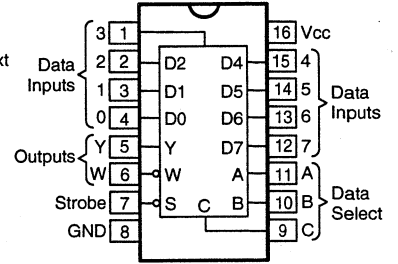 3 1 16 Vcc
xt Data Inputs 2 2 D2 D4 15 4
1 3 D1 D5 14 5 Data Inputs
0 4 D0 D6 13 6
Outputs Y 5 Y D7 12 7
W 6 W A 11 A
Strobe 7 S C B 10 B Data Select
GND 8 9 C